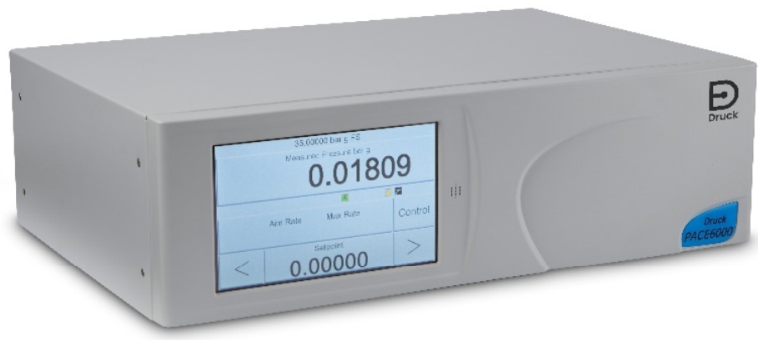 35.00000 bar g FS
Measured Pressure bar g
0.01809
Aim Rate Max Rate Control
Setpoint
< 0.00000 >
Druck
Druck
PACE6000